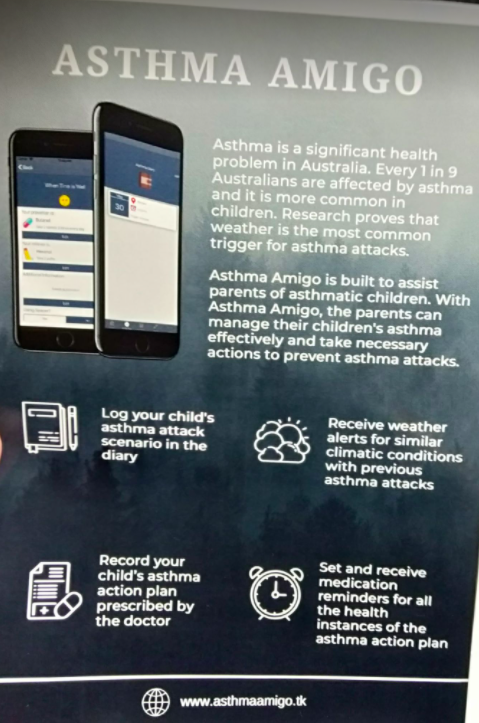 ASTHMA AMIGO
Asthma is a significant health
problem in Australia. Every 1 in 9
Australians are affected by asthma
and it is more common in
children. Research proves that
weather is the most common
trigger for asthma attacks.
Asthma Amigo is built to assist
parents of asthmatic children. With
Asthma Amigo, the parents can
manage their children's asthma
effectively and take necessary
actions to prevent asthma attacks.
Log your child's
asthma attack
scenario in the
diary
Receive weather
alerts for similar
climatic conditions
with previous
asthma attacks
Record your
child's asthma
action plan
prescribed by
the doctor
Set and receive
medication
reminders for all
the health
instances of the
asthma action plan
www.asthmaamigo.tk